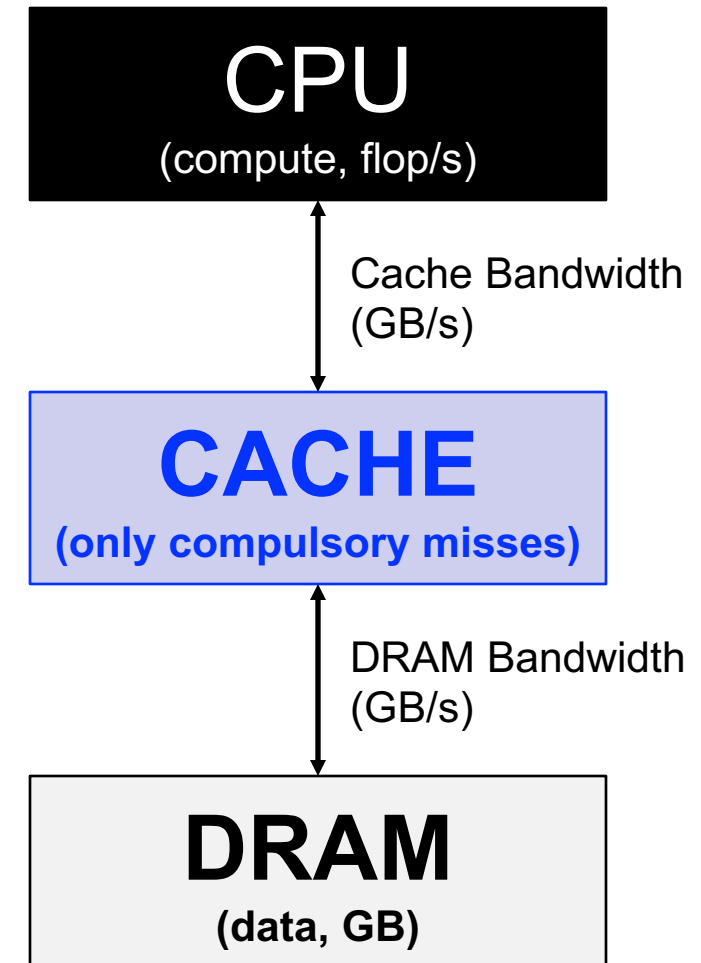 CPU
(compute, flop/s)
Cache Bandwidth
(GB/s)
CACHE
(only compulsory misses)
DRAM Bandwidth
(GB/s)
DRAM
(data, GB)